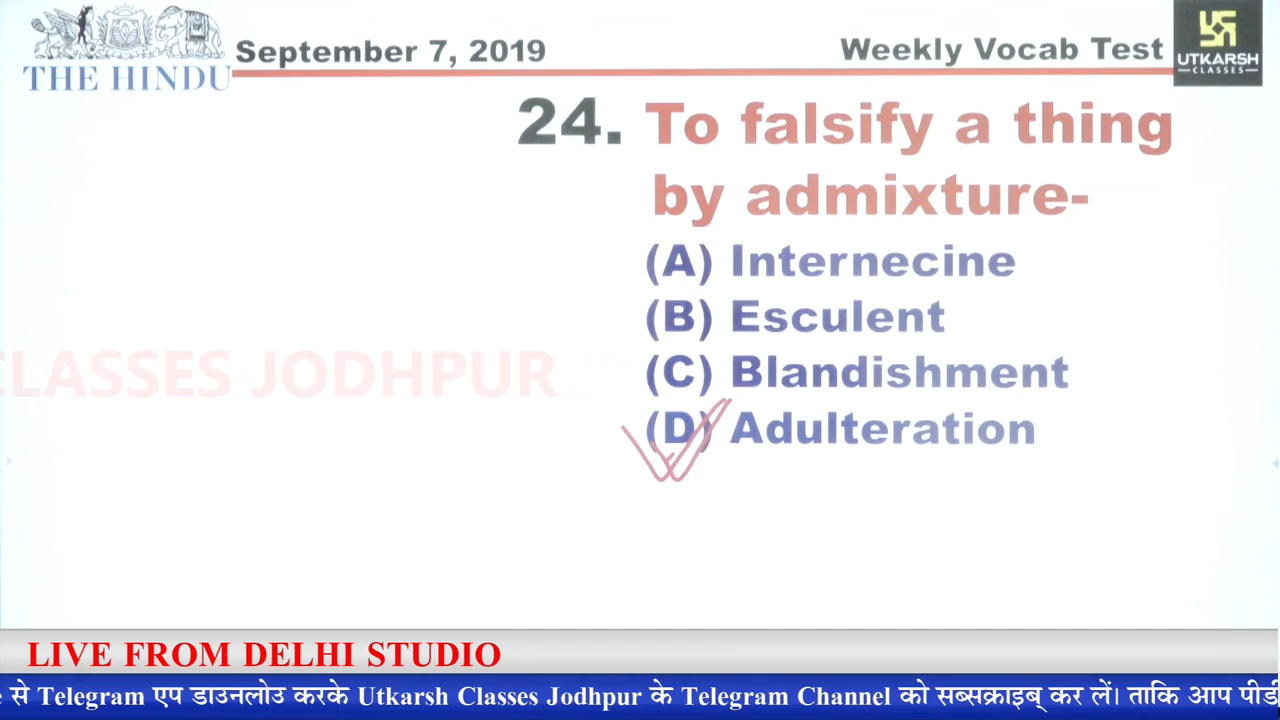 THE HINDU
September 7, 2019
Weekly Vocab Test
UTKARSH
CLASSES
24. To falsify a thing
by admixture-
(A) Internecine
(B) Esculent
(C) Blandishment
(D) Adulteration
CLASSES JODHPUR
LIVE FROM DELHI STUDIO
से Telegram एप डाउनलोउ करके Utkarsh Classes Jodhpur के Telegram Channel को सब्सक्राइब् कर लें। ताकि आप पीडी